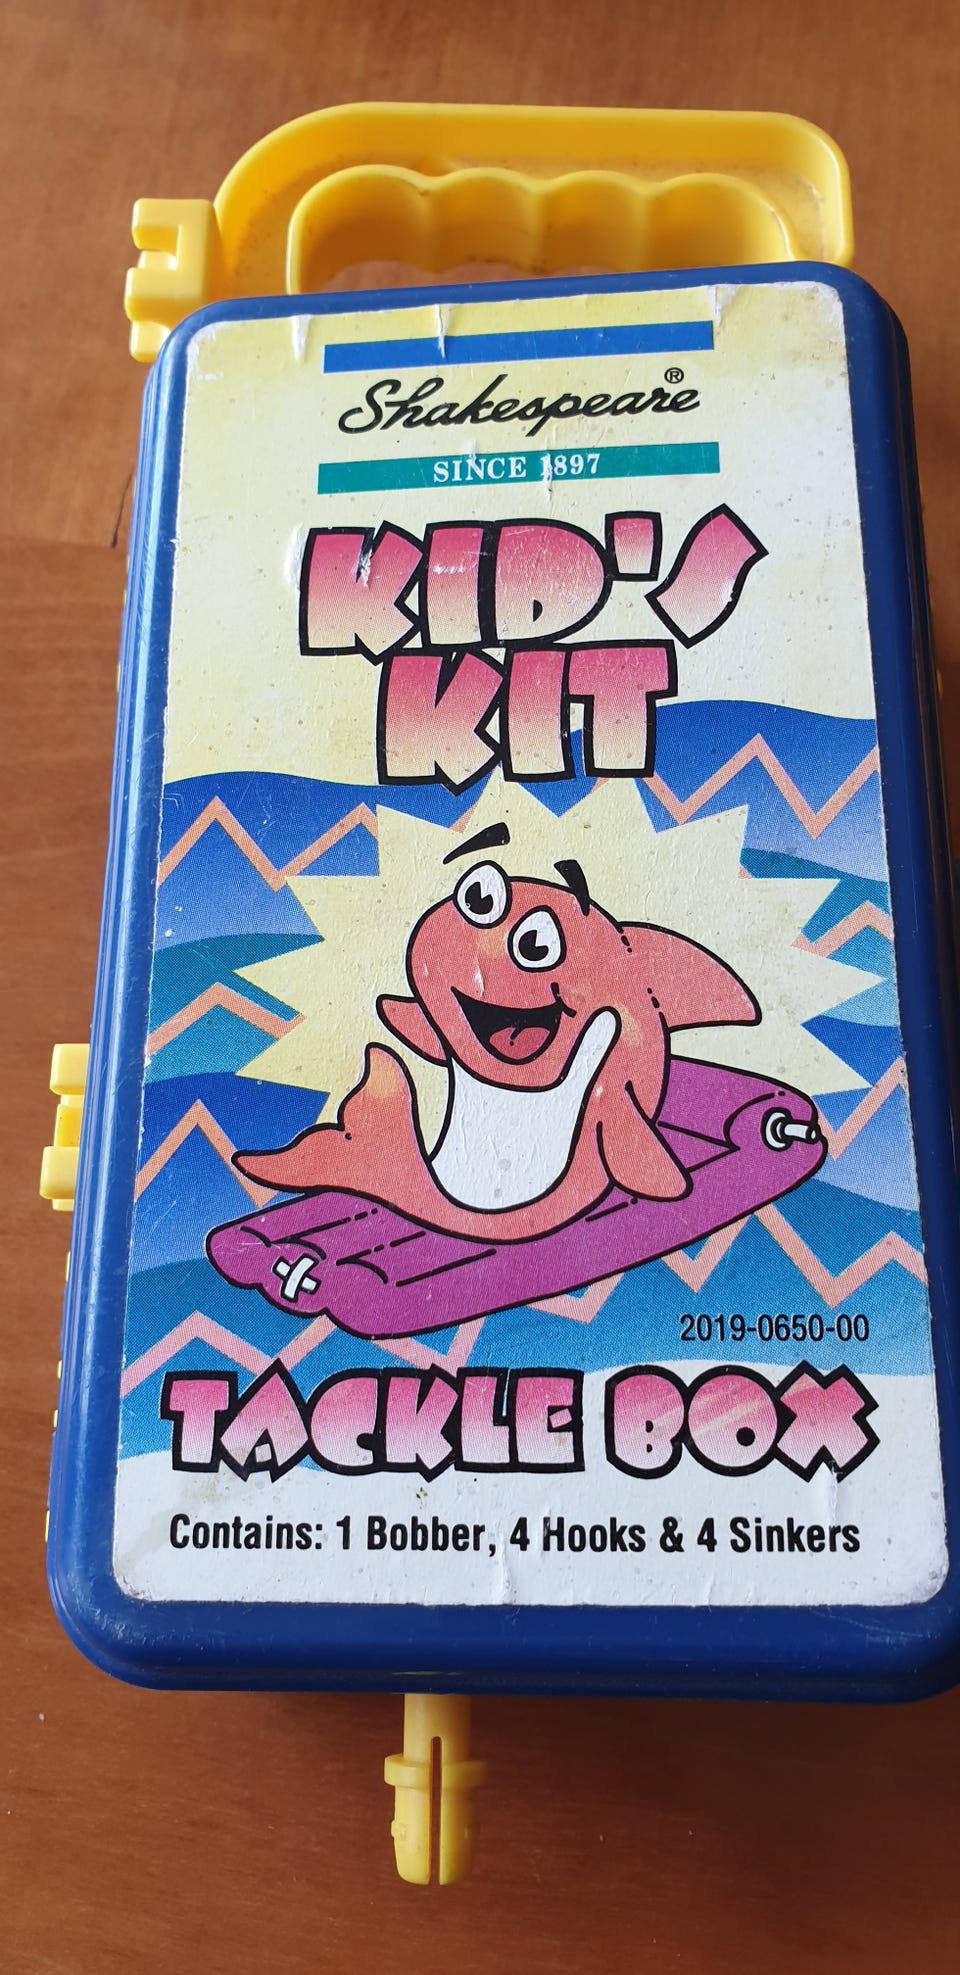 Shakespeare®
SINCE 1897
KID'S
KIT
2019-0650-00
TACKLE BOX
Contains: 1 Bobber, 4 Hooks & 4 Sinkers